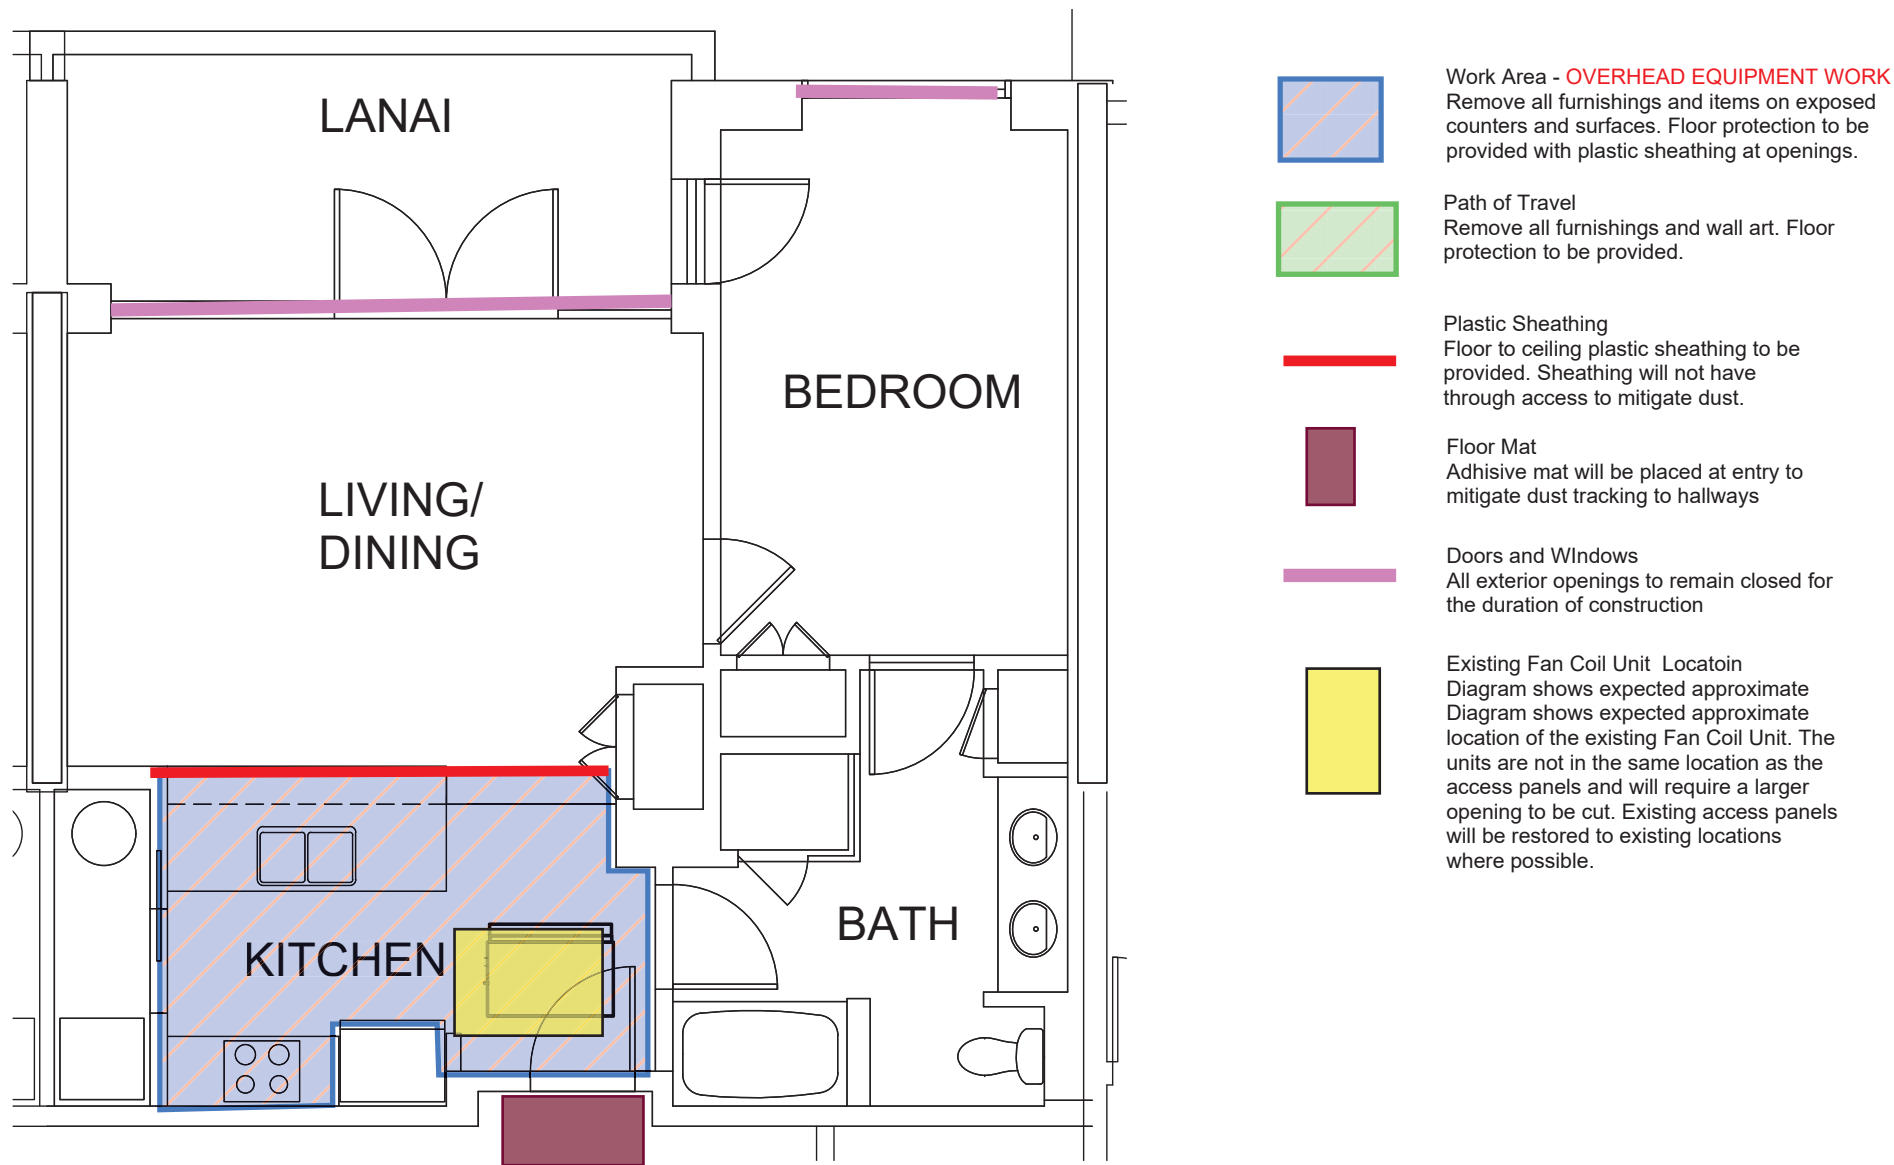 LANAI
BEDROOM
LIVING/
DINING
KITCHEN
BATH
Work Area - OVERHEAD EQUIPMENT WORK
Remove all furnishings and items on exposed
counters and surfaces. Floor protection to be
provided with plastic sheathing at openings.
Path of Travel
Remove all furnishings and wall art. Floor
protection to be provided.
Plastic Sheathing
Floor to ceiling plastic sheathing to be
provided. Sheathing will not have
through access to mitigate dust.
Floor Mat
Adhisive mat will be placed at entry to
mitigate dust tracking to hallways
Doors and WIndows
All exterior openings to remain closed for
the duration of construction
Existing Fan Coil Unit  Locatoin
Diagram shows expected approximate
Diagram shows expected approximate
location of the existing Fan Coil Unit. The
units are not in the same location as the
access panels and will require a larger
opening to be cut. Existing access panels
will be restored to existing locations
where possible.